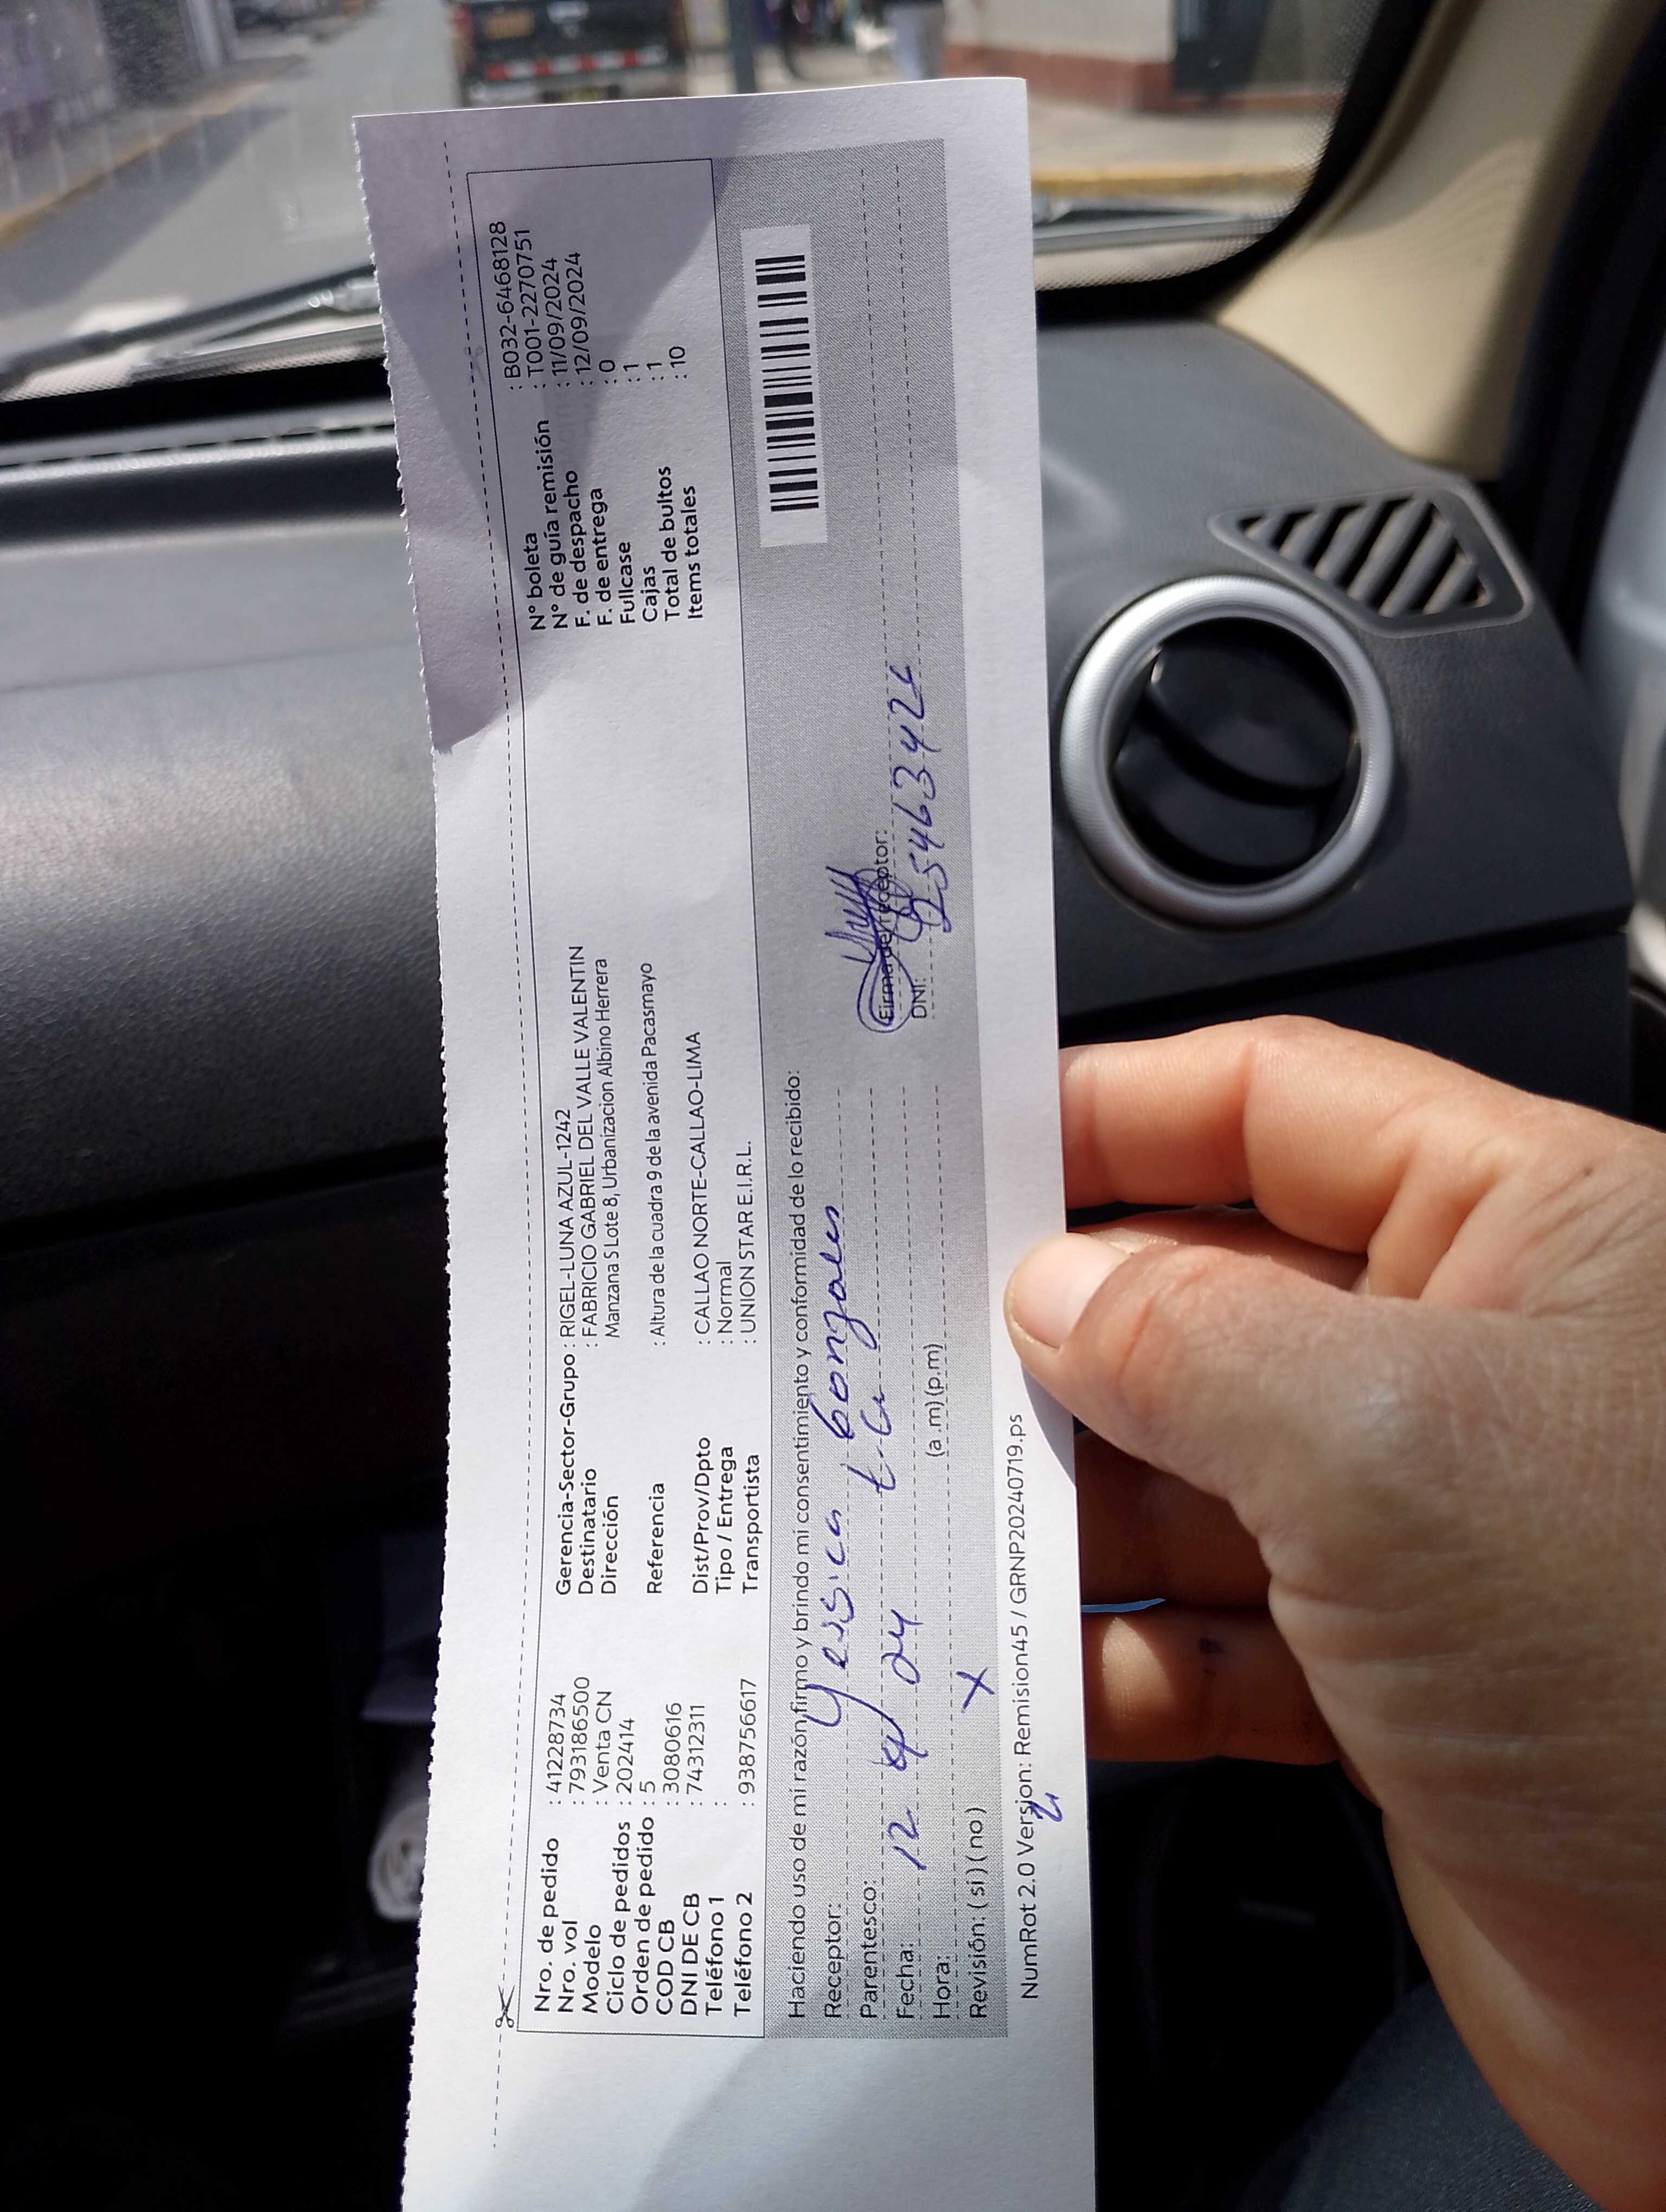 Nro. de pedido : 41228734
Nro. vol : 793186500
Modelo : Venta CN
Ciclo de pedidos : 202414
Orden de pedido : 5
COD CB : 3080616
DNI DE CB : 74312311
Teléfono 1 :
Teléfono 2 : 938756617
Gerencia-Sector-Grupo : RIGEL-LUNA AZUL-1242
Destinatario : FABRICIO GABRIEL DEL VALLE VALENTIN
Dirección : Manzana S Lote 8, Urbanizacion Albino Herrera
Referencia : Altura de la cuadra 9 de la avenida Pacasmayo
Dist/Prov/Dpto : CALLAO NORTE-CALLAO-LIMA
Tipo / Entrega : Normal
Transportista : UNION STAR E.I.R.L.
N° boleta : B032-6468128
N° de guía remisión : T001-2270751
F. de despacho : 11/09/2024
F. de entrega : 12/09/2024
Fullcase : 0
Cajas : 1
Total de bultos : 1
Items totales : 10
Haciendo uso de mi razón, firmo y brindo mi consentimiento y conformidad de lo recibido:
Receptor: Yessica Gonzales
Parentesco:
Fecha: 12 24
Hora: (a.m) (p.m)
Revisión: ( si ) ( no ) X
Firma del receptor:
DNI: 2546342
NumRot 2.0 Version: Remision45 / GRNP20240719.ps